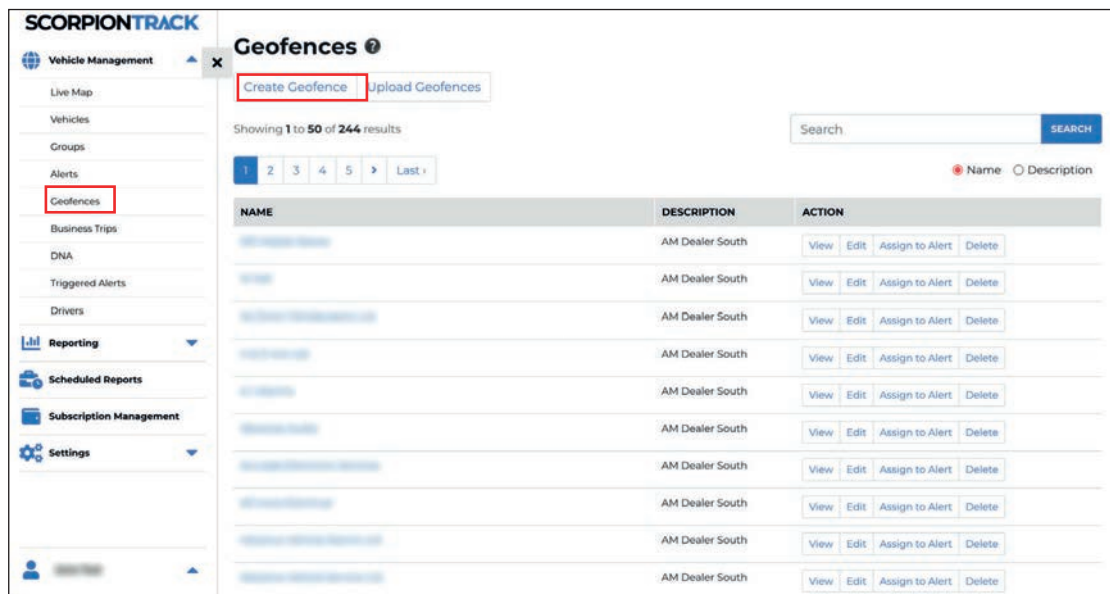 SCORPIONTRACK
Vehicle Management
Live Map
Vehicles
Groups
Alerts
Geofences
Business Trips
DNA
Triggered Alerts
Drivers
Reporting
Scheduled Reports
Subscription Management
Settings
×
Geofences ?
Create Geofence Upload Geofences
Showing 1 to 50 of 244 results
Search SEARCH
1 2 3 4 5 > Last ›
Name Description
NAME DESCRIPTION ACTION
AM Dealer South View Edit Assign to Alert Delete
AM Dealer South View Edit Assign to Alert Delete
AM Dealer South View Edit Assign to Alert Delete
AM Dealer South View Edit Assign to Alert Delete
AM Dealer South View Edit Assign to Alert Delete
AM Dealer South View Edit Assign to Alert Delete
AM Dealer South View Edit Assign to Alert Delete
AM Dealer South View Edit Assign to Alert Delete
AM Dealer South View Edit Assign to Alert Delete
AM Dealer South View Edit Assign to Alert Delete